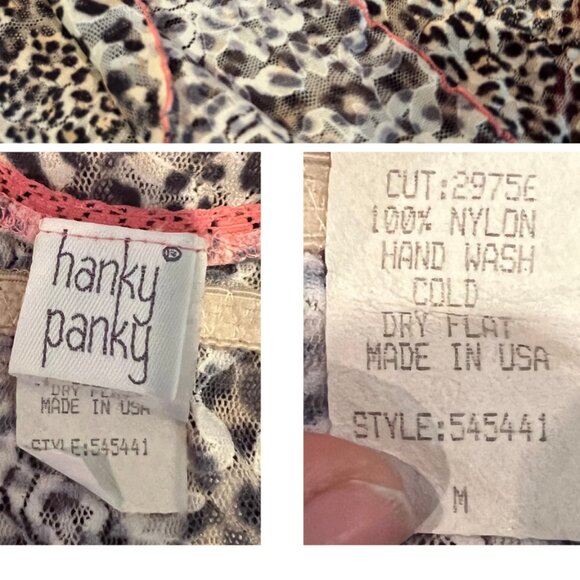 hanky
panky®
DRY FLAT
MADE IN USA
STYLE:545441
CUT:29756
100% NYLON
HAND WASH
COLD
DRY FLAT
MADE IN USA
STYLE:545441
M